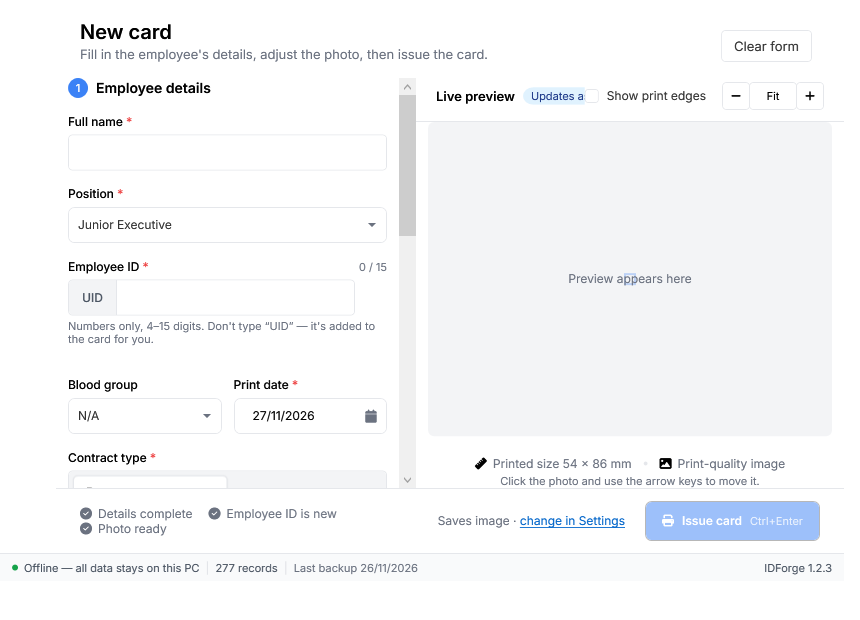 New card
Fill in the employee's details, adjust the photo, then issue the card.
Clear form
1 Employee details
Full name *
Position *
Junior Executive
Employee ID *
0 / 15
UID
Numbers only, 4–15 digits. Don't type “UID” — it's added to
the card for you.
Blood group
Print date *
N/A
27/11/2026
Contract type *
Live preview
Updates a
Show print edges
−
Fit
+
Preview appears here
Printed size 54 × 86 mm
Print-quality image
Click the photo and use the arrow keys to move it.
Details complete
Employee ID is new
Photo ready
Saves image · change in Settings
Issue card Ctrl+Enter
Offline — all data stays on this PC
277 records
Last backup 26/11/2026
IDForge 1.2.3